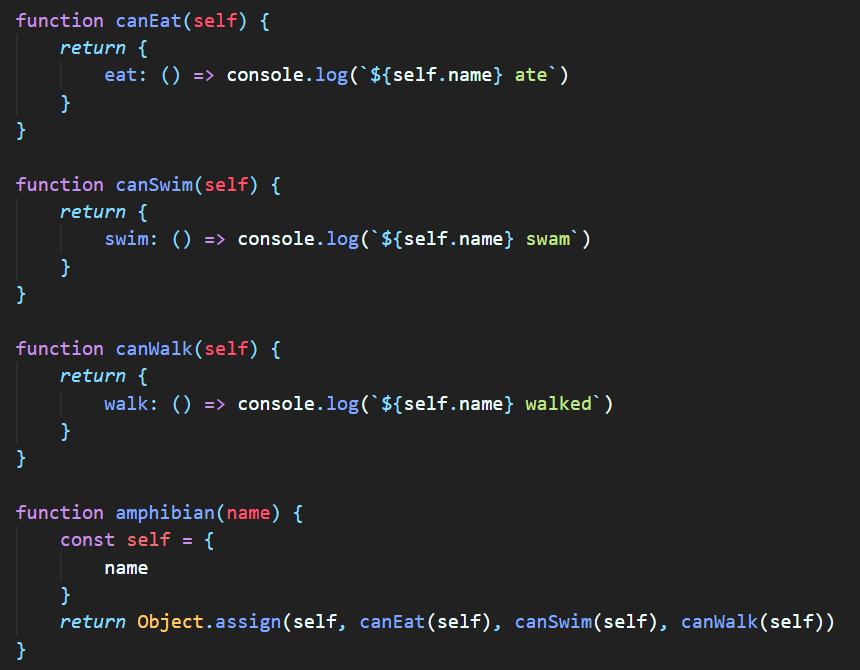 function canEat(self) {
    return {
        eat: () => console.log(`${self.name} ate`)
    }
}

function canSwim(self) {
    return {
        swim: () => console.log(`${self.name} swam`)
    }
}

function canWalk(self) {
    return {
        walk: () => console.log(`${self.name} walked`)
    }
}

function amphibian(name) {
    const self = {
        name
    }
    return Object.assign(self, canEat(self), canSwim(self), canWalk(self))
}